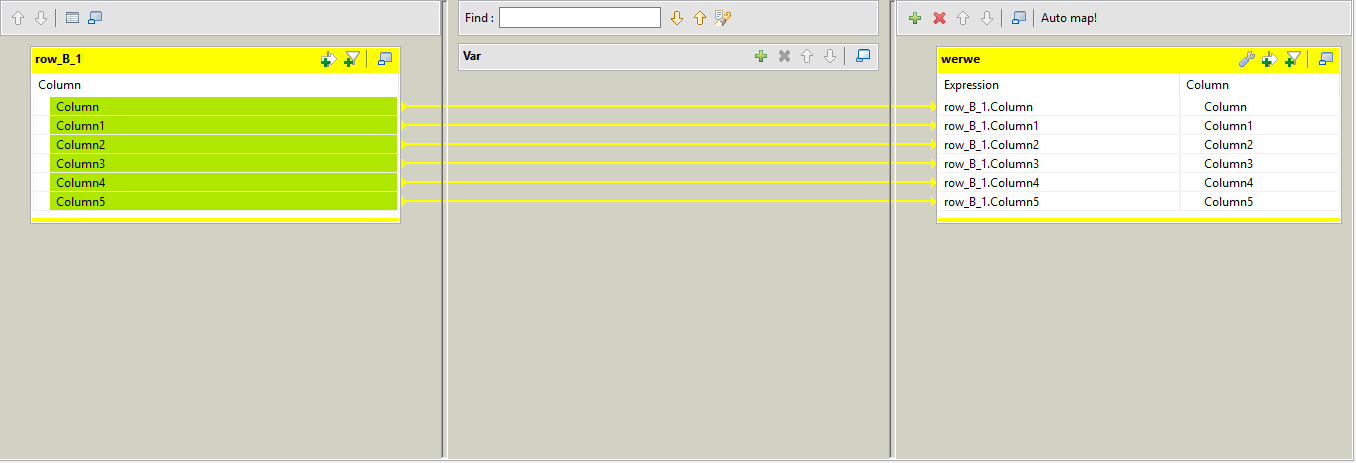 Find :
Auto map!
row_B_1
Var
werwe
Column
Expression Column
Column
row_B_1.Column Column
Column1
row_B_1.Column1 Column1
Column2
row_B_1.Column2 Column2
Column3
row_B_1.Column3 Column3
Column4
row_B_1.Column4 Column4
Column5
row_B_1.Column5 Column5